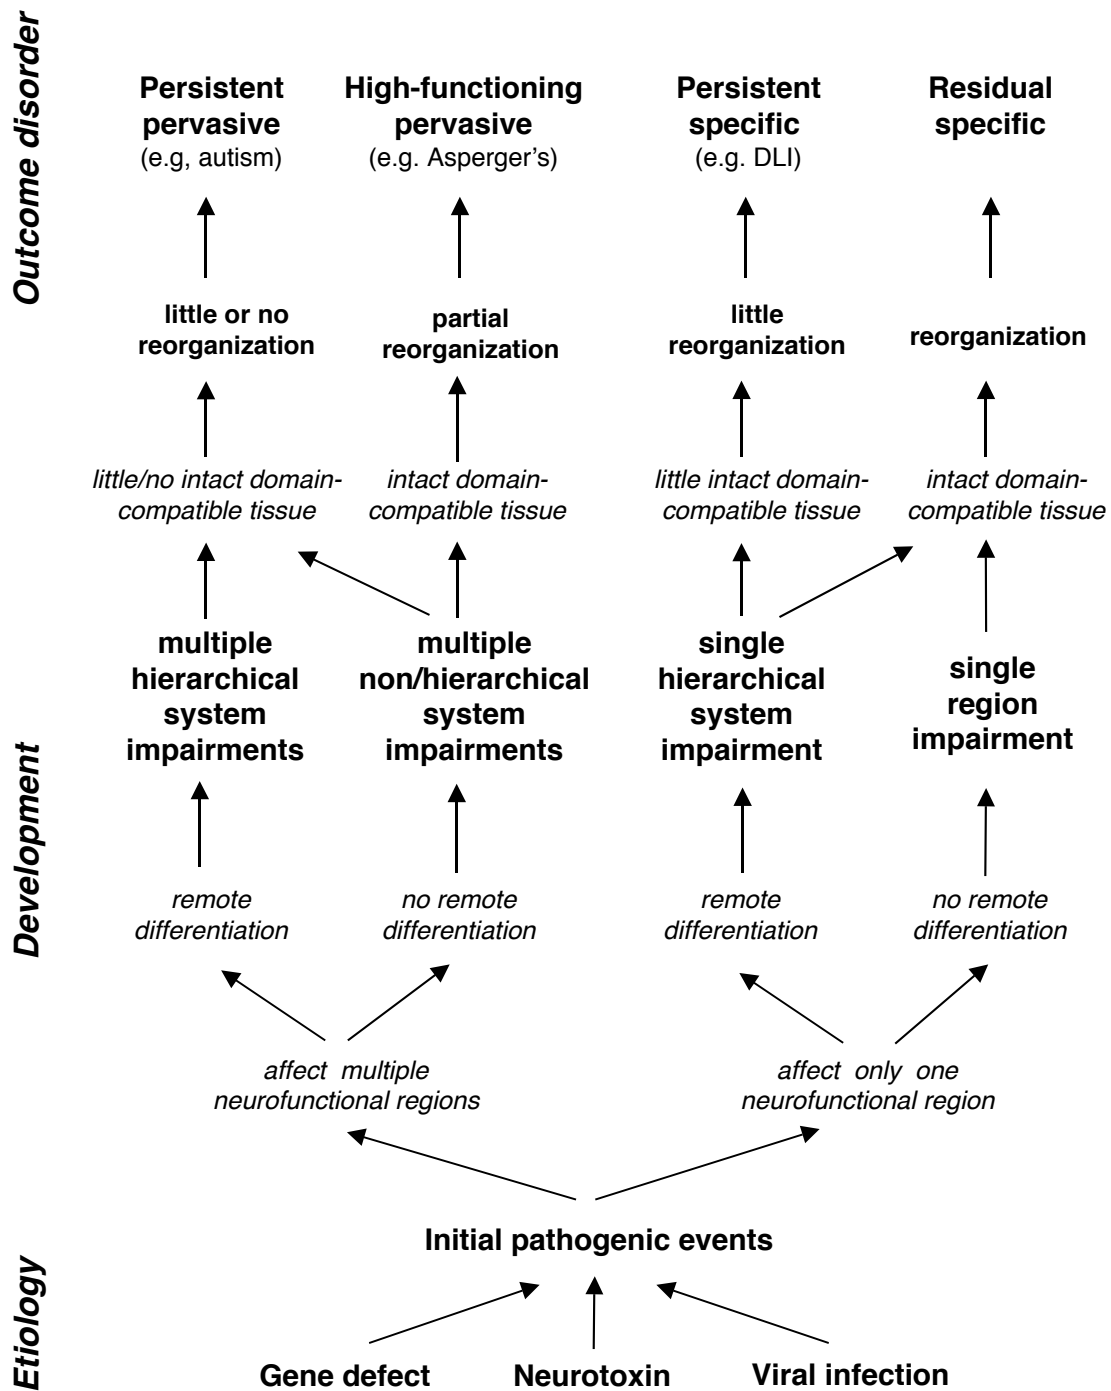 Outcome disorder
Persistent
pervasive
(e.g, autism)
High-functioning
pervasive
(e.g. Asperger's)
Persistent
specific
(e.g. DLI)
Residual
specific
little or no
reorganization
partial
reorganization
little
reorganization
reorganization
little/no intact domain-
compatible tissue
intact domain-
compatible tissue
little intact domain-
compatible tissue
intact domain-
compatible tissue
Development
multiple
hierarchical
system
impairments
multiple
non/hierarchical
system
impairments
single
hierarchical
system
impairment
single
region
impairment
remote
differentiation
no remote
differentiation
remote
differentiation
no remote
differentiation
affect multiple
neurofunctional regions
affect only one
neurofunctional region
Etiology
Initial pathogenic events
Gene defect
Neurotoxin
Viral infection